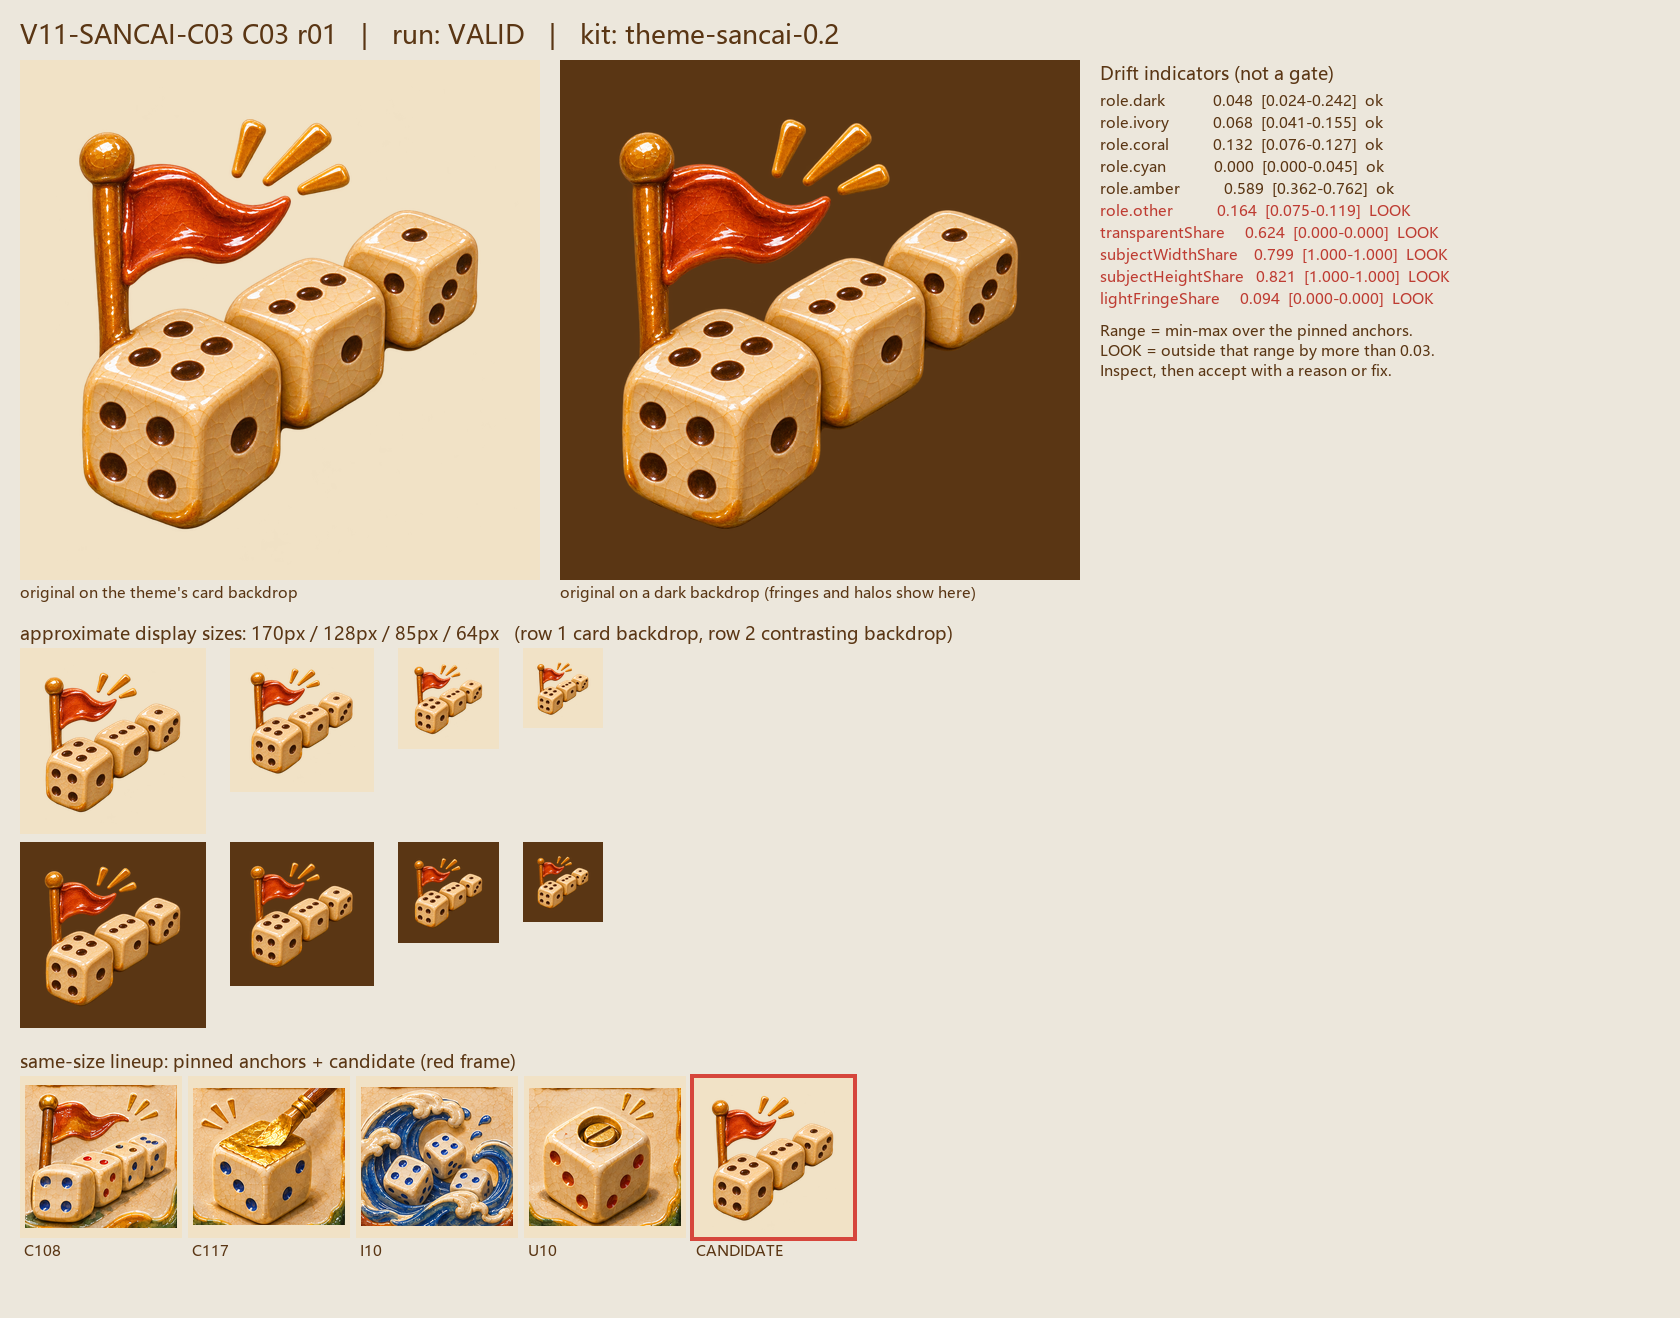 V11-SANCAI-C03 C03 r01 | run: VALID | kit: theme-sancai-0.2
Drift indicators (not a gate)
role.dark 0.048 [0.024-0.242] ok
role.ivory 0.068 [0.041-0.155] ok
role.coral 0.132 [0.076-0.127] ok
role.cyan 0.000 [0.000-0.045] ok
role.amber 0.589 [0.362-0.762] ok
role.other 0.164 [0.075-0.119] LOOK
transparentShare 0.624 [0.000-0.000] LOOK
subjectWidthShare 0.799 [1.000-1.000] LOOK
subjectHeightShare 0.821 [1.000-1.000] LOOK
lightFringeShare 0.094 [0.000-0.000] LOOK
Range = min-max over the pinned anchors.
LOOK = outside that range by more than 0.03.
Inspect, then accept with a reason or fix.
original on the theme's card backdrop
original on a dark backdrop (fringes and halos show here)
approximate display sizes: 170px / 128px / 85px / 64px (row 1 card backdrop, row 2 contrasting backdrop)
same-size lineup: pinned anchors + candidate (red frame)
C108
C117
I10
U10
CANDIDATE